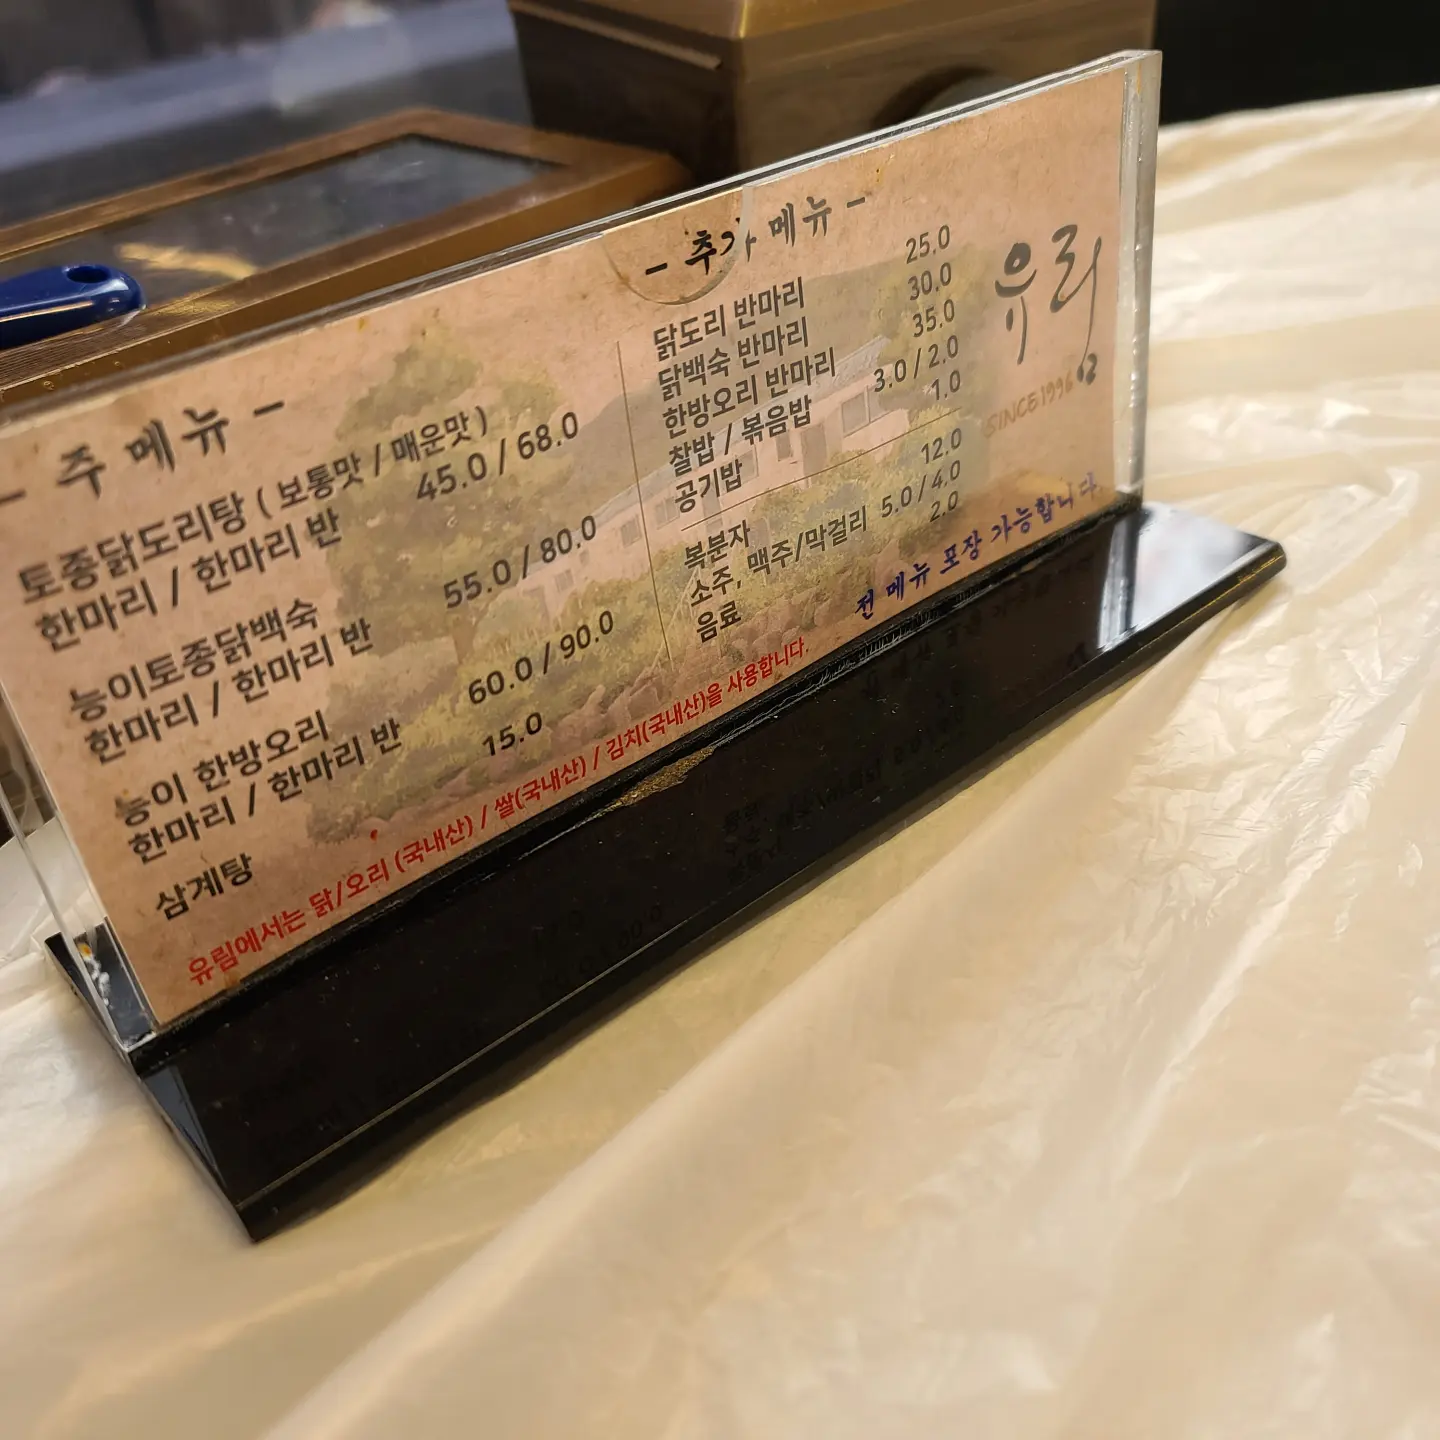 - 주 메뉴 -
토종닭도리탕 ( 보통맛 / 매운맛 )
한마리 / 한마리 반 45.0 / 68.0
능이토종닭백숙
한마리 / 한마리 반 55.0 / 80.0
능이 한방오리
한마리 / 한마리 반 60.0 / 90.0
삼계탕 15.0
- 추가 메뉴 -
닭도리 반마리 25.0
닭백숙 반마리 30.0
한방오리 반마리 35.0
찰밥 / 볶음밥 3.0 / 2.0
공기밥 1.0
복분자 12.0
소주, 맥주/막걸리 5.0 / 4.0
음료 2.0
유림
SINCE1996
전 메뉴 포장 가능합니다.
유림에서는 닭/오리 (국내산) / 쌀(국내산) / 김치(국내산)을 사용합니다.